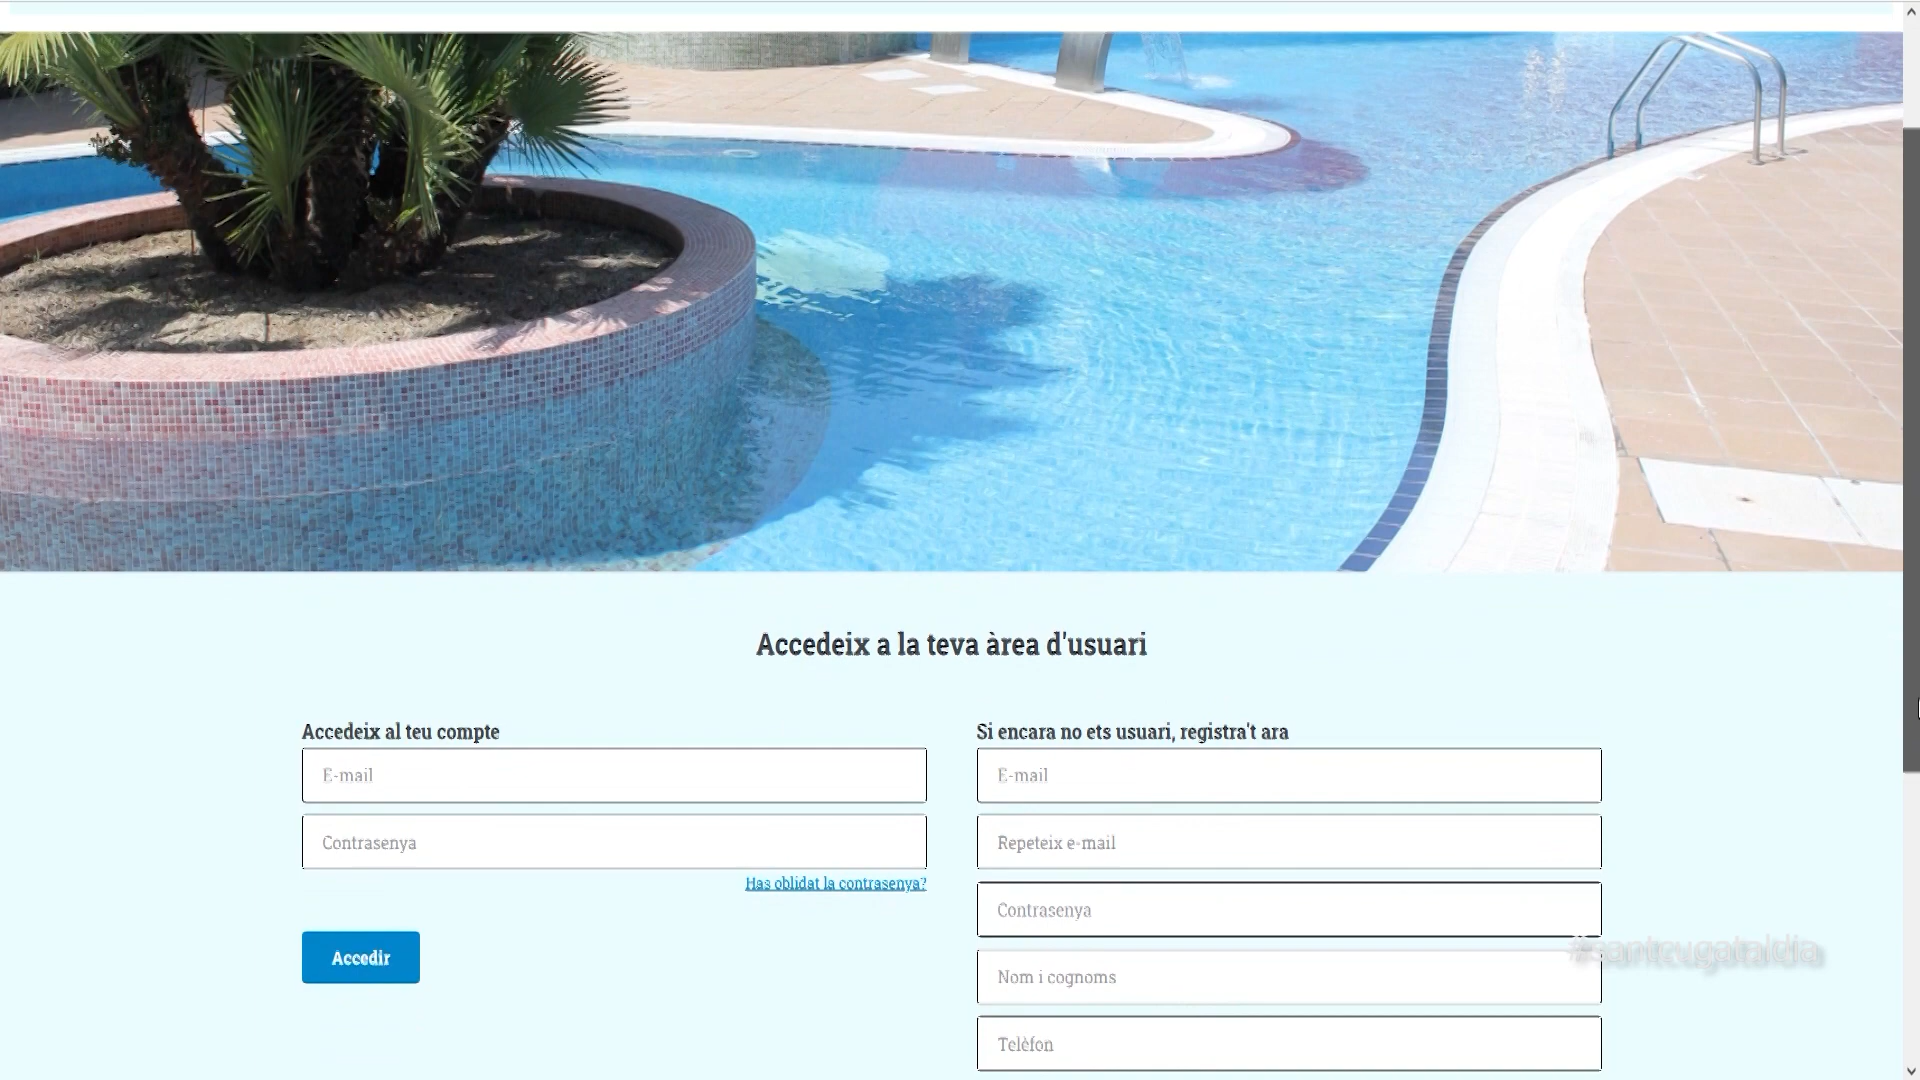 Accedeix a la teva àrea d'usuari
Accedeix al teu compte
E-mail
Contrasenya
Has oblidat la contrasenya?
Accedir
Si encara no ets usuari, registra't ara
E-mail
Repeteix e-mail
Contrasenya
Nom i cognoms
Telèfon
#santcugataldia